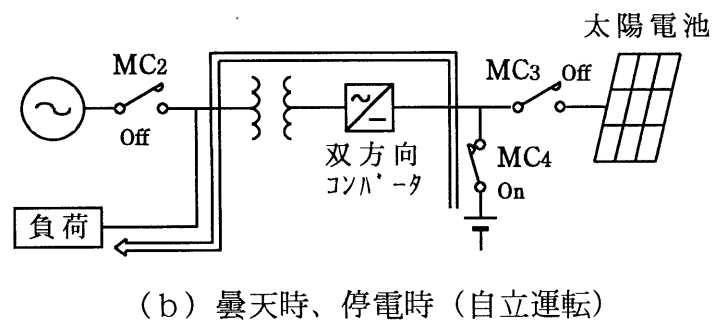 太陽電池
MC2
Off
MC3 Off
双方向
コンバータ
MC4
On
負荷
(b) 曇天時、停電時 (自立運転)